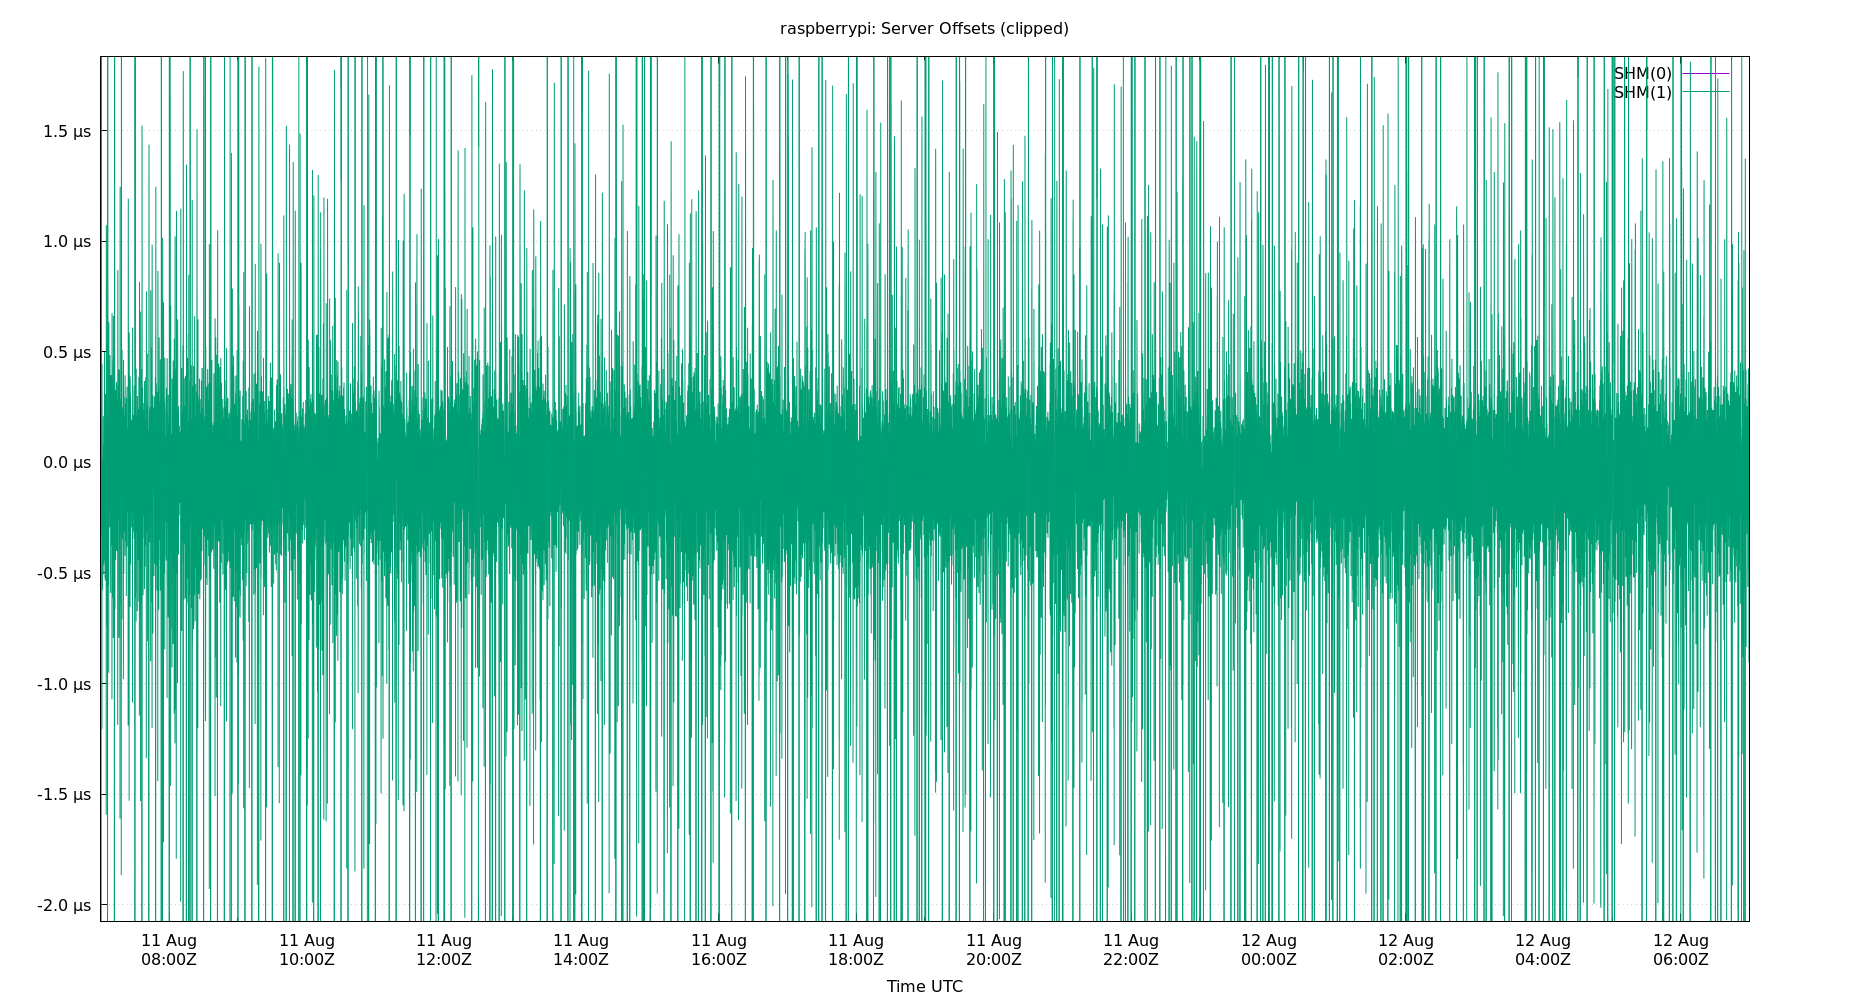 raspberrypi: Server Offsets (clipped)
SHM(0)
SHM(1)
1.5 µs
1.0 µs
0.5 µs
0.0 µs
-0.5 µs
-1.0 µs
-1.5 µs
-2.0 µs
11 Aug 11 Aug 11 Aug 11 Aug 11 Aug 11 Aug 11 Aug 11 Aug 12 Aug 12 Aug 12 Aug 12 Aug
08:00Z 10:00Z 12:00Z 14:00Z 16:00Z 18:00Z 20:00Z 22:00Z 00:00Z 02:00Z 04:00Z 06:00Z
Time UTC